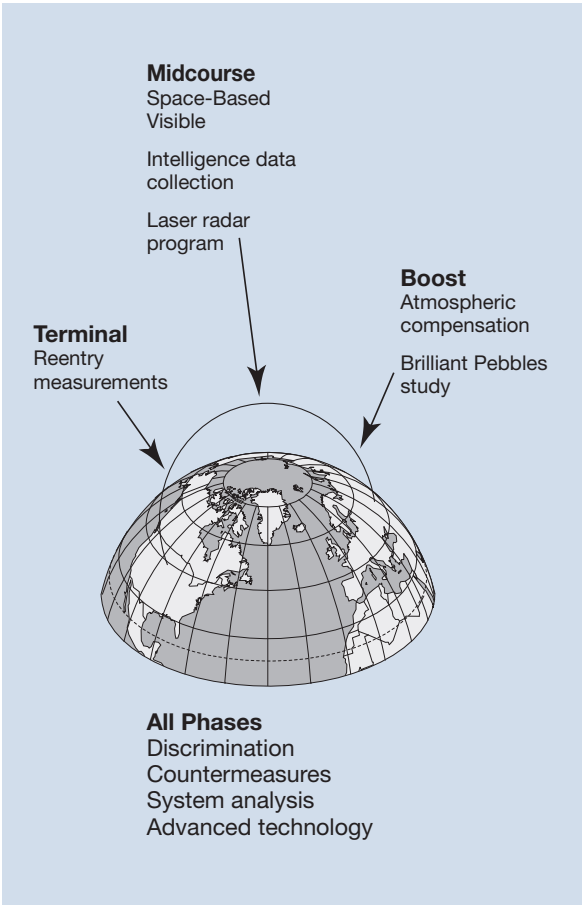 Midcourse
Space-Based
Visible
Intelligence data
collection
Laser radar
program
Boost
Atmospheric
compensation
Brilliant Pebbles
study
Terminal
Reentry
measurements
All Phases
Discrimination
Countermeasures
System analysis
Advanced technology